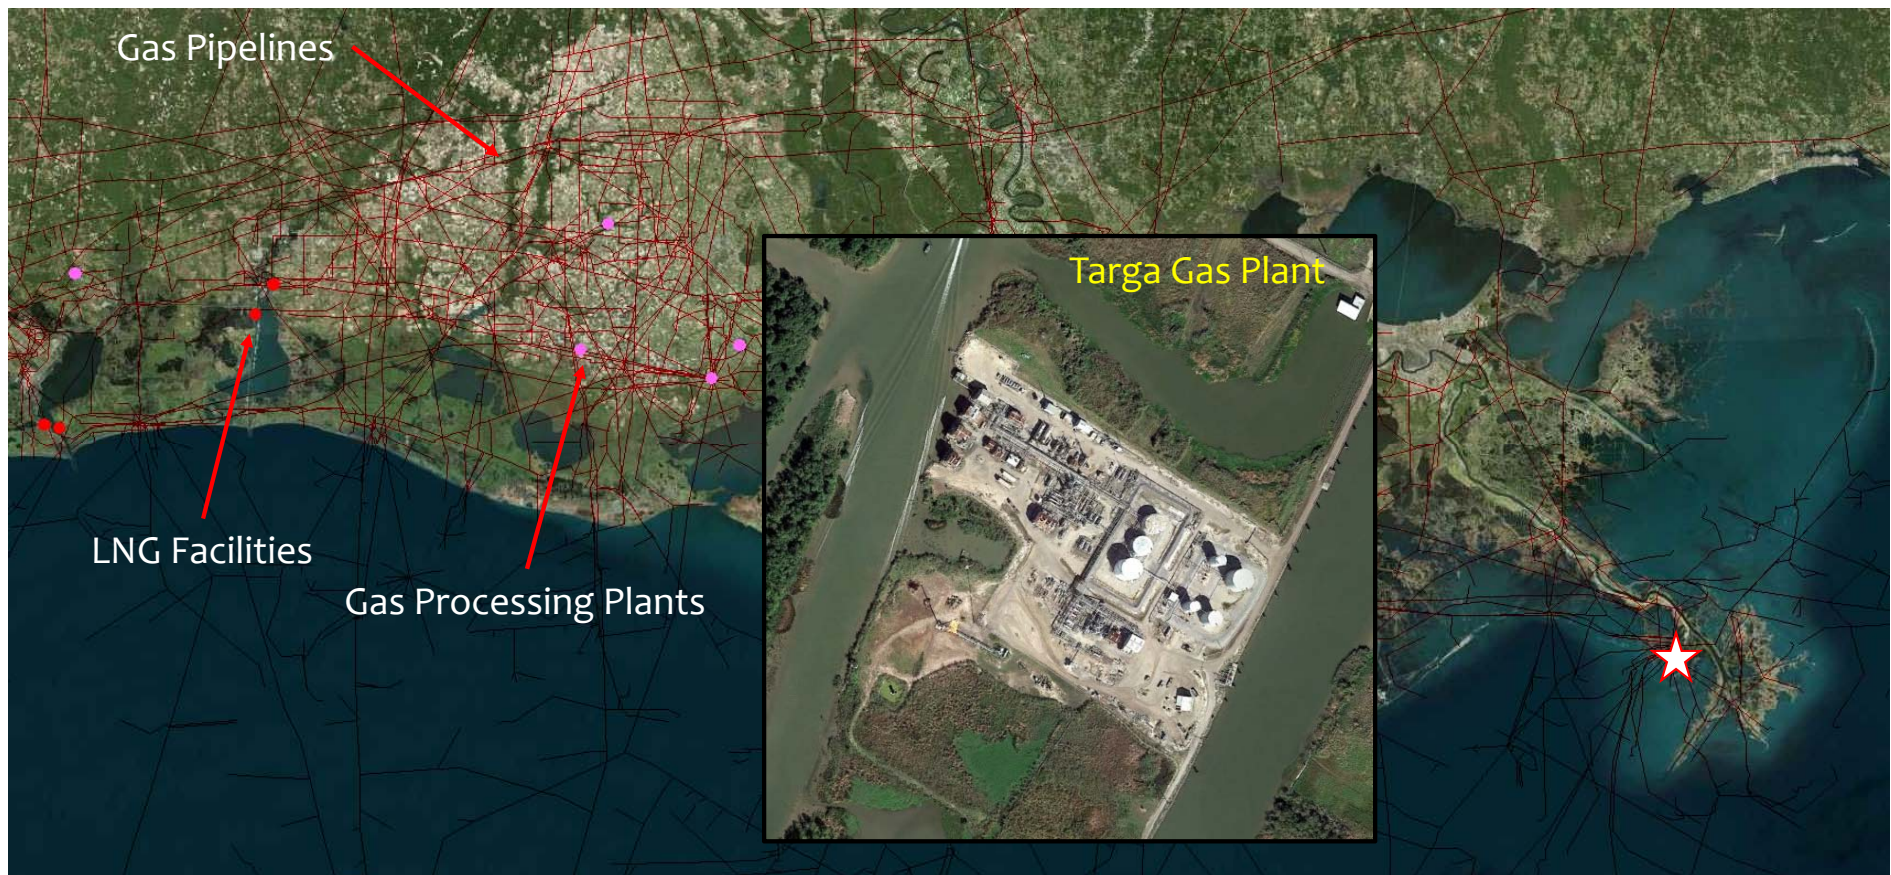 Gas Pipelines
Targa Gas Plant
LNG Facilities
Gas Processing Plants